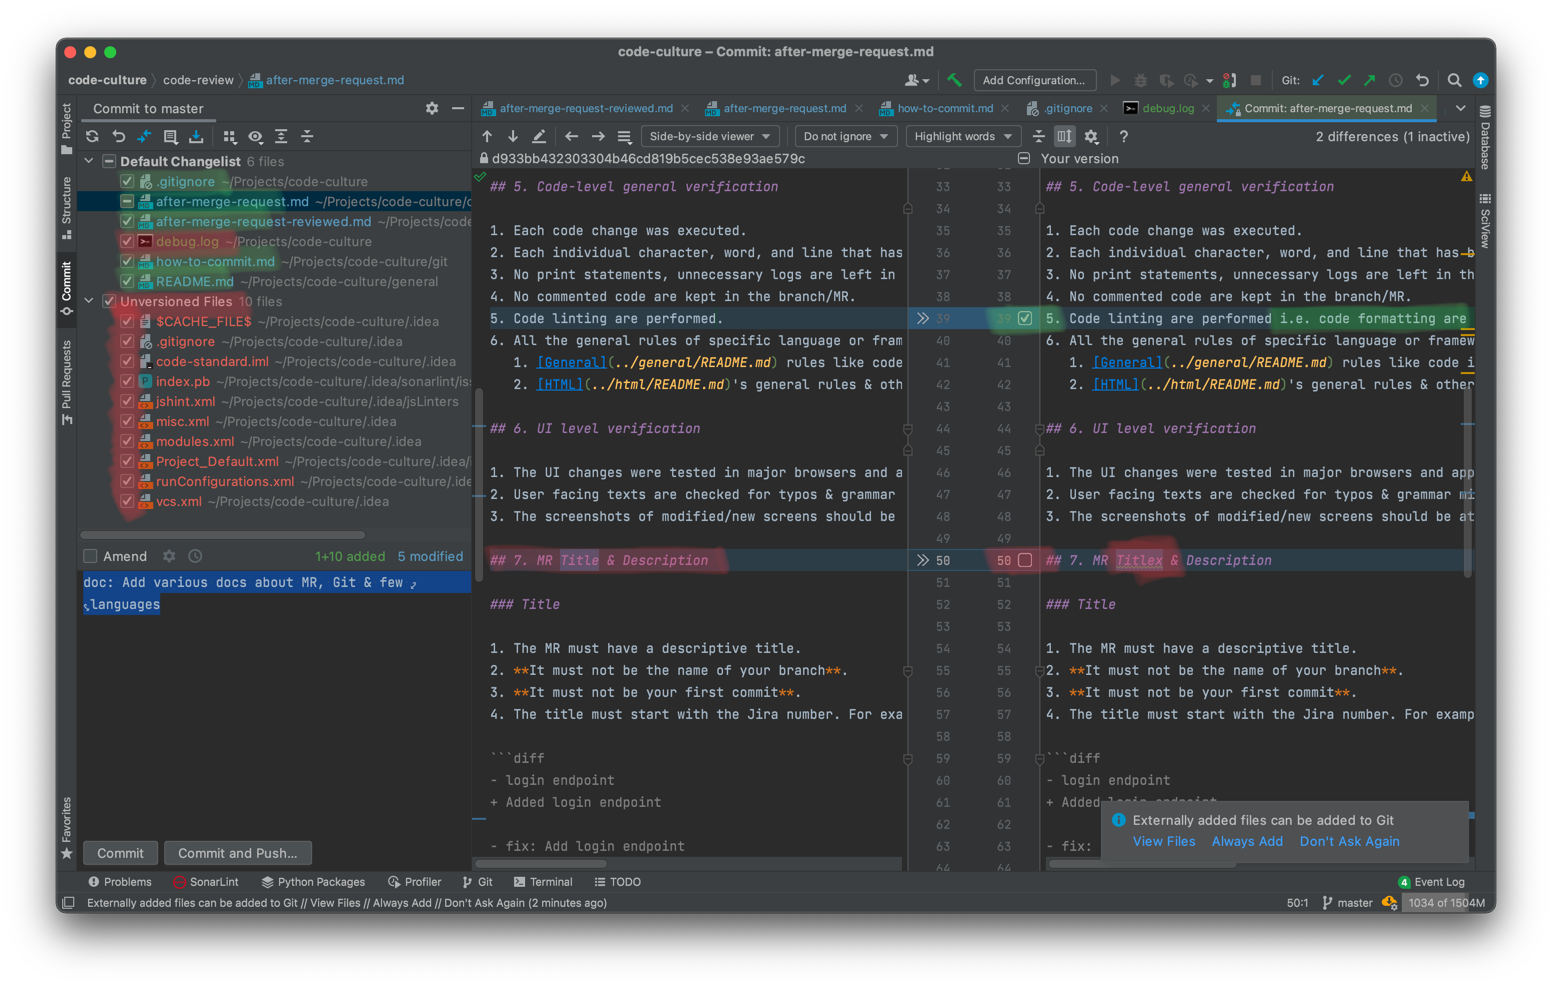 code-culture – Commit: after-merge-request.md
code-culture
code-review
after-merge-request.md
Add Configuration...
Git:
Commit to master
after-merge-request-reviewed.md
after-merge-request.md
how-to-commit.md
.gitignore
debug.log
Commit: after-merge-request.md
Side-by-side viewer
Do not ignore
Highlight words
?
2 differences (1 inactive)
Project
Structure
Commit
Pull Requests
Favorites
Database
SciView
Default Changelist 6 files
.gitignore ~/Projects/code-culture
after-merge-request.md ~/Projects/code-culture/c
after-merge-request-reviewed.md ~/Projects/code
debug.log ~/Projects/code-culture
how-to-commit.md ~/Projects/code-culture/git
README.md ~/Projects/code-culture/general
Unversioned Files 10 files
$CACHE_FILE$ ~/Projects/code-culture/.idea
.gitignore ~/Projects/code-culture/.idea
code-standard.iml ~/Projects/code-culture/.idea
index.pb ~/Projects/code-culture/.idea/sonarlint/is
jshint.xml ~/Projects/code-culture/.idea/jsLinters
misc.xml ~/Projects/code-culture/.idea
modules.xml ~/Projects/code-culture/.idea
Project_Default.xml ~/Projects/code-culture/.idea/
runConfigurations.xml ~/Projects/code-culture/.idea
vcs.xml ~/Projects/code-culture/.idea
Amend
1+10 added 5 modified
doc: Add various docs about MR, Git & few
languages
Commit
Commit and Push...
d933bb432303304b46cd819b5cec538e93ae579c
## 5. Code-level general verification
1. Each code change was executed.
2. Each individual character, word, and line that has
3. No print statements, unnecessary logs are left in
4. No commented code are kept in the branch/MR.
5. Code linting are performed.
6. All the general rules of specific language or fram
1. [General](../general/README.md) rules like code
2. [HTML](../html/README.md)'s general rules & oth
## 6. UI level verification
1. The UI changes were tested in major browsers and a
2. User facing texts are checked for typos & grammar
3. The screenshots of modified/new screens should be
## 7. MR Title & Description
### Title
1. The MR must have a descriptive title.
2. **It must not be the name of your branch**.
3. **It must not be your first commit**.
4. The title must start with the Jira number. For exa
```diff
- login endpoint
+ Added login endpoint
- fix: Add login endpoint
33 33
34 34
35 35
36 36
37 37
38 38
39 39
40 40
41 41
42 42
43 43
44 44
45 45
46 46
47 47
48 48
49 49
50 50
51 51
52 52
53 53
54 54
55 55
56 56
57 57
58 58
59 59
60 60
61 61
62 62
63 63
64 64
Your version
## 5. Code-level general verification
1. Each code change was executed.
2. Each individual character, word, and line that has b
3. No print statements, unnecessary logs are left in th
4. No commented code are kept in the branch/MR.
5. Code linting are performed i.e. code formatting are
6. All the general rules of specific language or framew
1. [General](../general/README.md) rules like code i
2. [HTML](../html/README.md)'s general rules & other
## 6. UI level verification
1. The UI changes were tested in major browsers and app
2. User facing texts are checked for typos & grammar mi
3. The screenshots of modified/new screens should be at
## 7. MR Titlex & Description
### Title
1. The MR must have a descriptive title.
2. **It must not be the name of your branch**.
3. **It must not be your first commit**.
4. The title must start with the Jira number. For examp
```diff
- login endpoint
+ Added login endpoint
- fix:
Externally added files can be added to Git
View Files Always Add Don't Ask Again
Problems
SonarLint
Python Packages
Profiler
Git
Terminal
TODO
4 Event Log
Externally added files can be added to Git // View Files // Always Add // Don't Ask Again (2 minutes ago)
50:1
master
1034 of 1504M